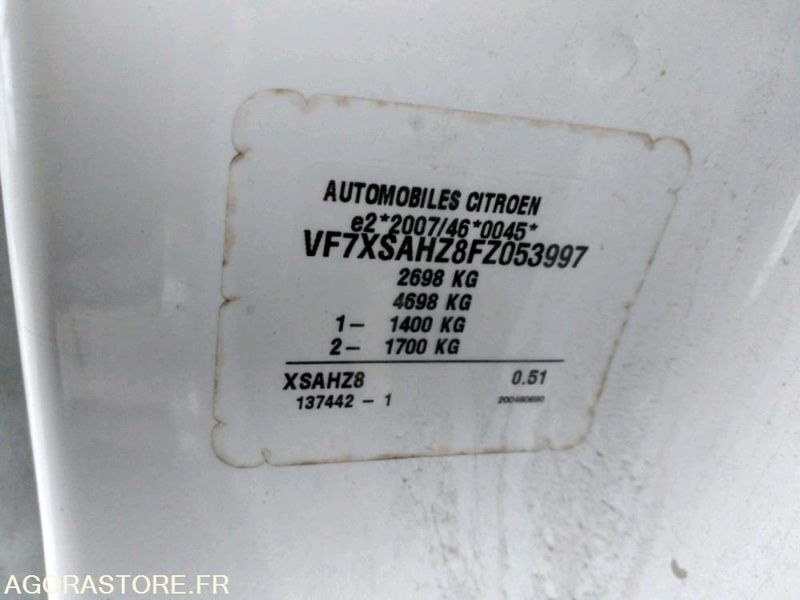 AUTOMOBILES CITROEN
e2*2007/46*0045*
VF7XSAHZ8FZ053997
2698 KG
4698 KG
1- 1400 KG
2- 1700 KG
XSAHZ8 0.51
137442 - 1
AGORASTORE.FR